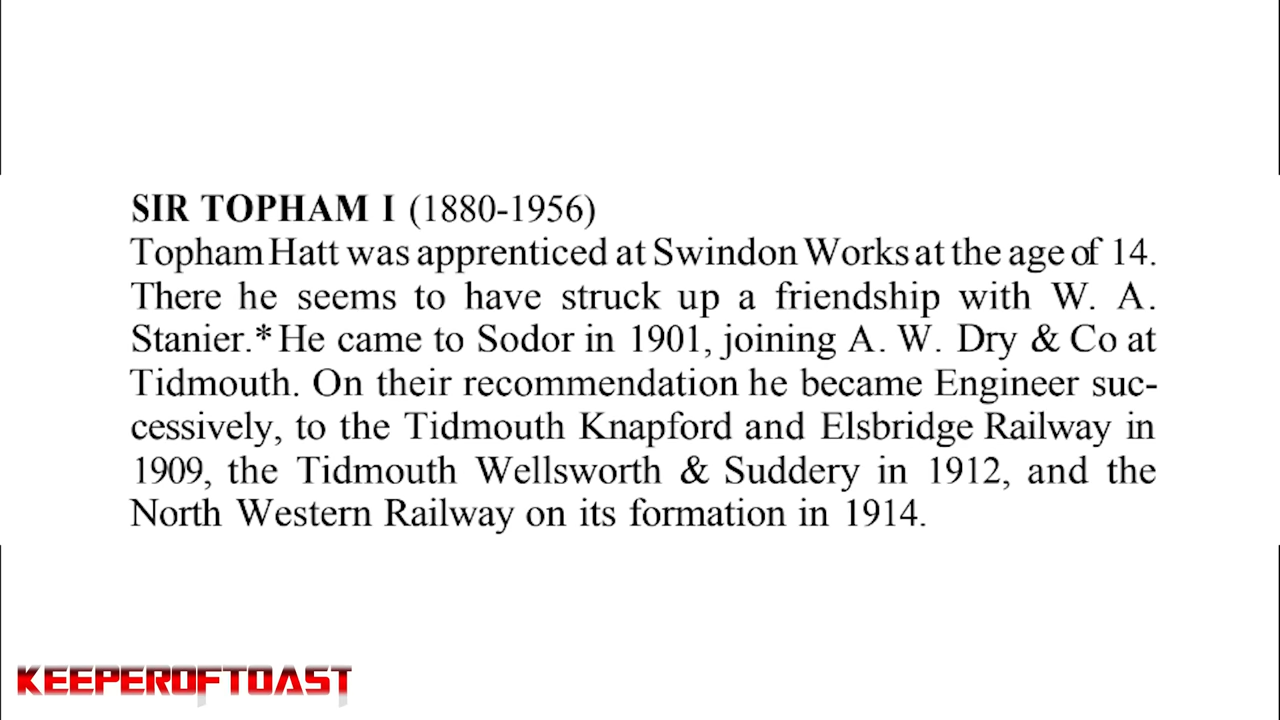 SIR TOPHAM I (1880-1956)
Topham Hatt was apprenticed at Swindon Works at the age of 14.
There he seems to have struck up a friendship with W. A.
Stanier.* He came to Sodor in 1901, joining A. W. Dry & Co at
Tidmouth. On their recommendation he became Engineer suc-
cessively, to the Tidmouth Knapford and Elsbridge Railway in
1909, the Tidmouth Wellsworth & Suddery in 1912, and the
North Western Railway on its formation in 1914.
KEEPEROFTOAST